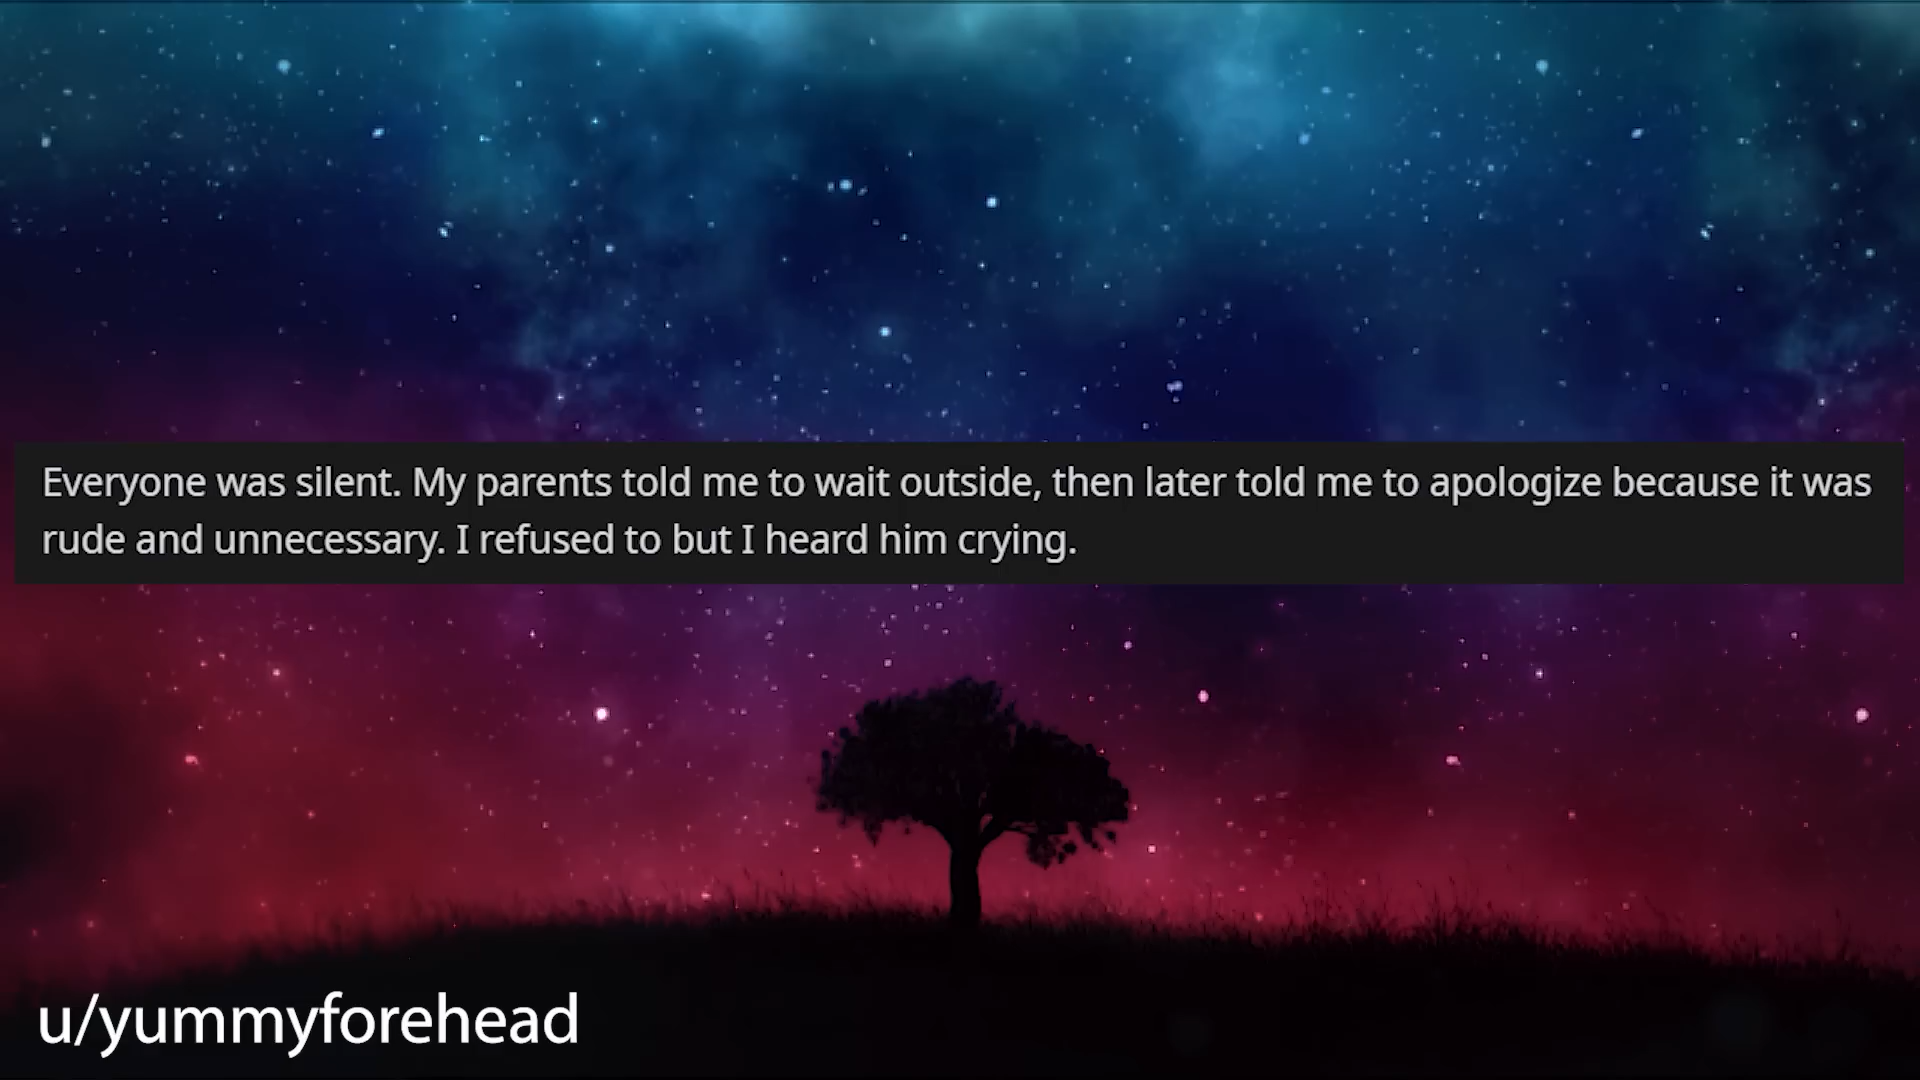 Everyone was silent. My parents told me to wait outside, then later told me to apologize because it was
rude and unnecessary. I refused to but I heard him crying.
u/yummyforehead